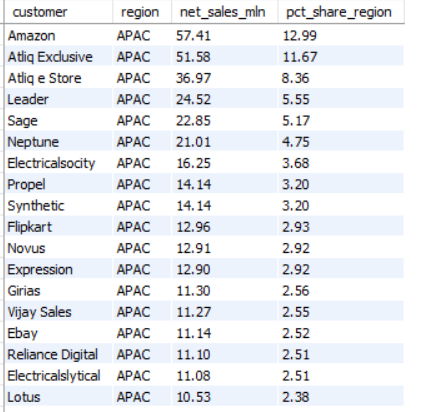 customer region net_sales_mln pct_share_region
Amazon APAC 57.41 12.99
Atliq Exclusive APAC 51.58 11.67
Atliq e Store APAC 36.97 8.36
Leader APAC 24.52 5.55
Sage APAC 22.85 5.17
Neptune APAC 21.01 4.75
Electricalsocity APAC 16.25 3.68
Propel APAC 14.14 3.20
Synthetic APAC 14.14 3.20
Flipkart APAC 12.96 2.93
Novus APAC 12.91 2.92
Expression APAC 12.90 2.92
Girias APAC 11.30 2.56
Vijay Sales APAC 11.27 2.55
Ebay APAC 11.14 2.52
Reliance Digital APAC 11.10 2.51
Electricalslytical APAC 11.08 2.51
Lotus APAC 10.53 2.38